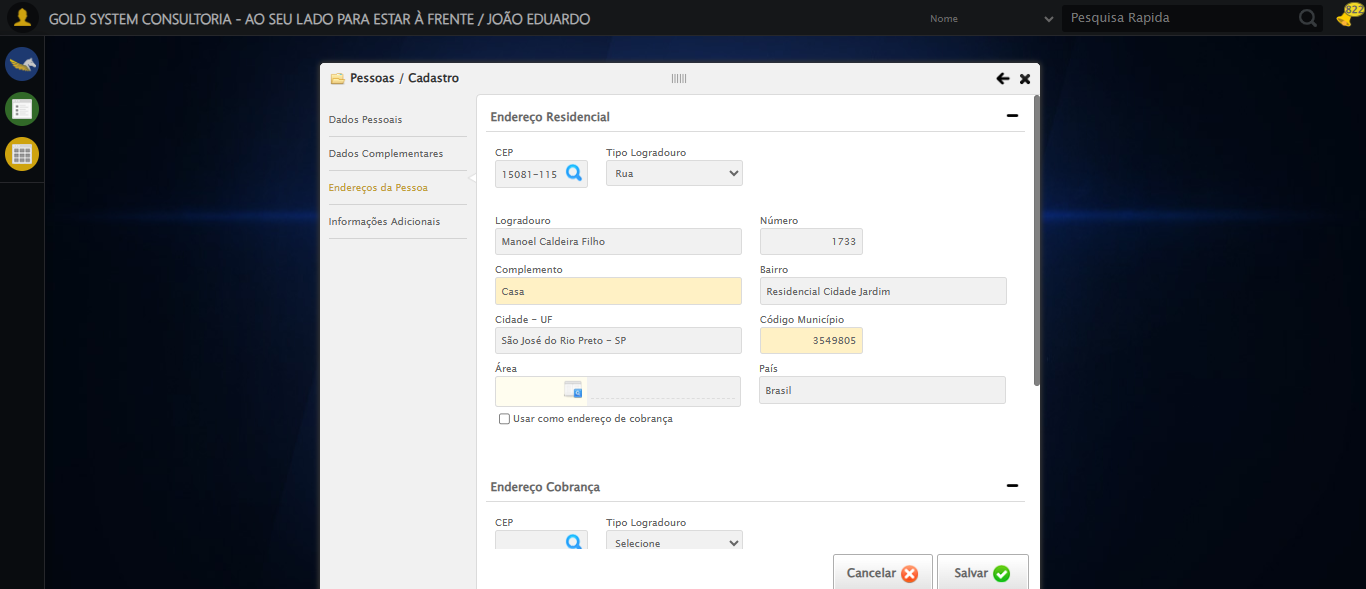 GOLD SYSTEM CONSULTORIA - AO SEU LADO PARA ESTAR À FRENTE / JOÃO EDUARDO
Nome
Pesquisa Rapida
822
Pessoas / Cadastro
Dados Pessoais
Dados Complementares
Endereços da Pessoa
Informações Adicionais
Endereço Residencial
CEP Tipo Logradouro
15081-115 Rua
Logradouro Número
Manoel Caldeira Filho 1733
Complemento Bairro
Casa Residencial Cidade Jardim
Cidade - UF Código Município
São José do Rio Preto - SP 3549805
Área País
Brasil
Usar como endereço de cobrança
Endereço Cobrança
CEP Tipo Logradouro
Selecione
Cancelar Salvar